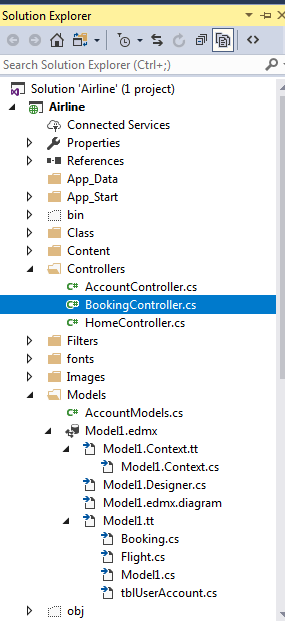 Solution Explorer
Search Solution Explorer (Ctrl+;)
Solution 'Airline' (1 project)
Airline
Connected Services
Properties
References
App_Data
App_Start
bin
Class
Content
Controllers
C# AccountController.cs
C# BookingController.cs
C# HomeController.cs
Filters
fonts
Images
Models
C# AccountModels.cs
Model1.edmx
Model1.Context.tt
Model1.Context.cs
Model1.Designer.cs
Model1.edmx.diagram
Model1.tt
Booking.cs
Flight.cs
Model1.cs
tblUserAccount.cs
obj